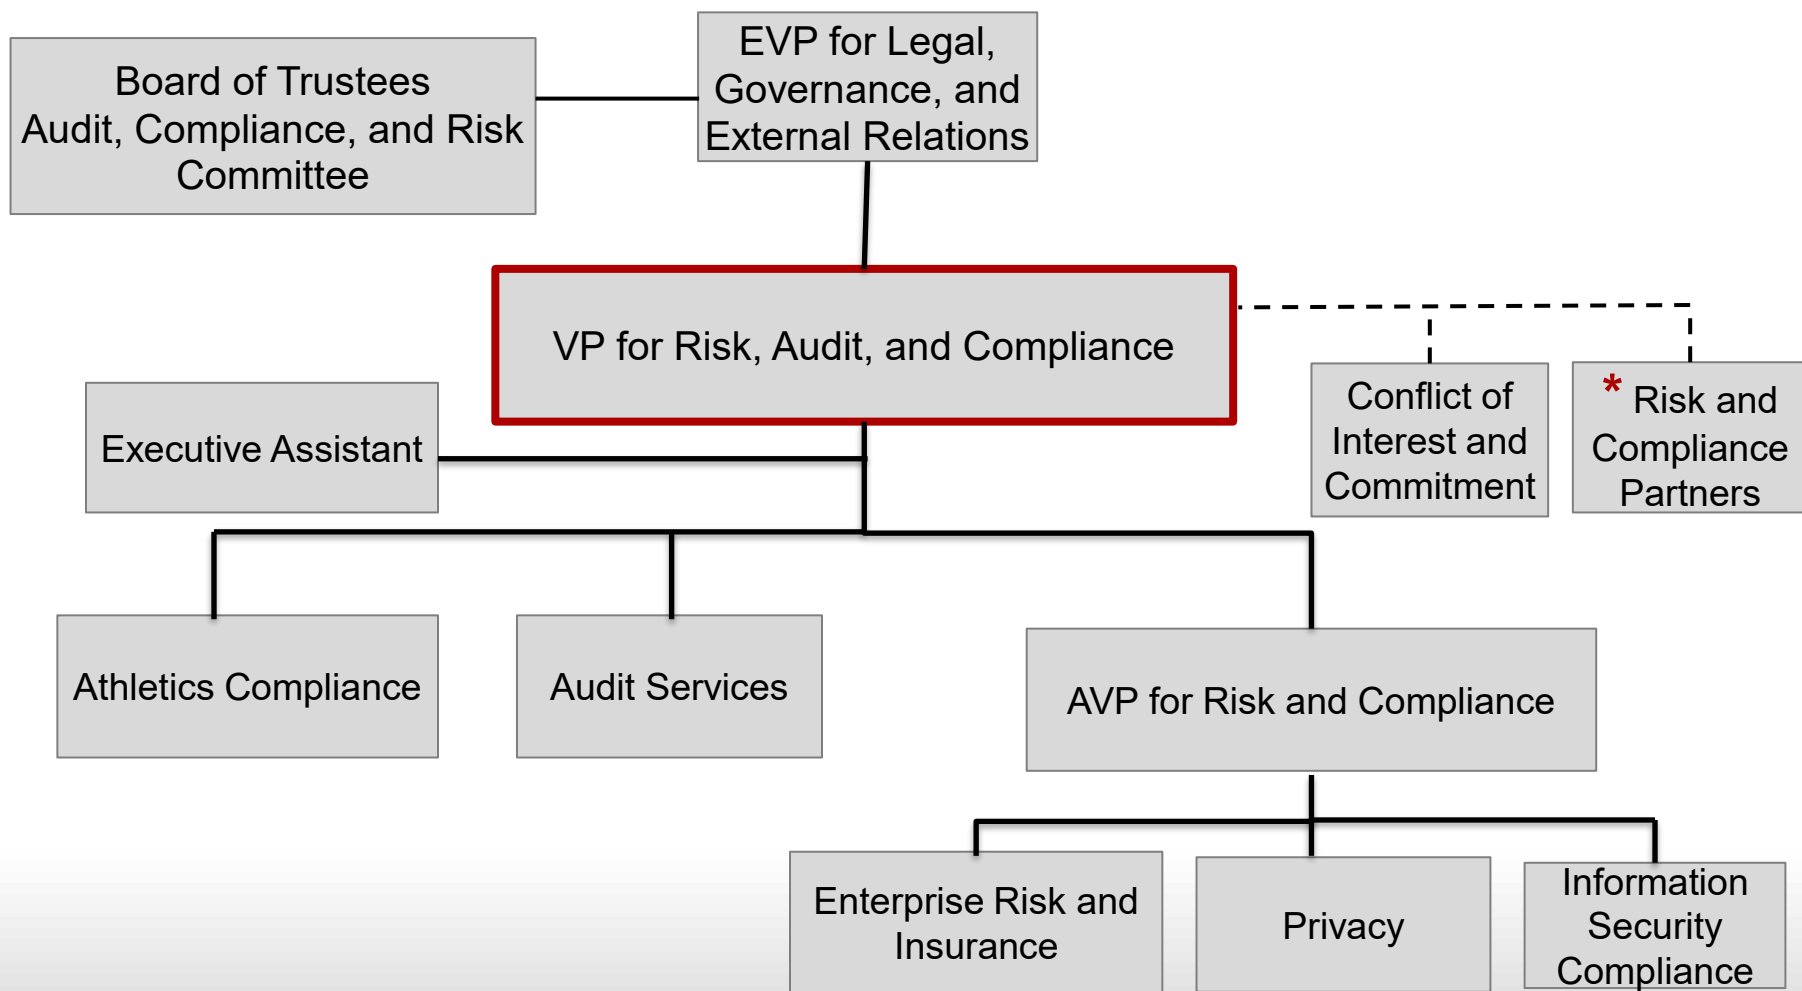 Board of Trustees
Audit, Compliance, and Risk
Committee
EVP for Legal,
Governance, and
External Relations
VP for Risk, Audit, and Compliance
Conflict of
Interest and
Commitment
* Risk and
Compliance
Partners
Executive Assistant
Athletics Compliance
Audit Services
AVP for Risk and Compliance
Enterprise Risk and
Insurance
Privacy
Information
Security
Compliance